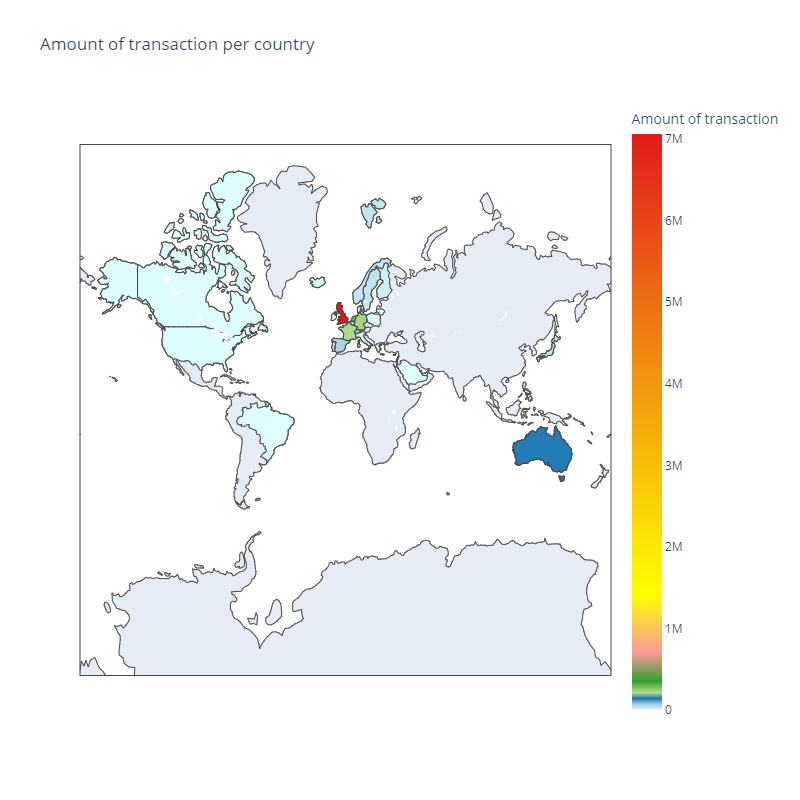 Amount of transaction per country
Amount of transaction
7M
6M
5M
4M
3M
2M
1M
0